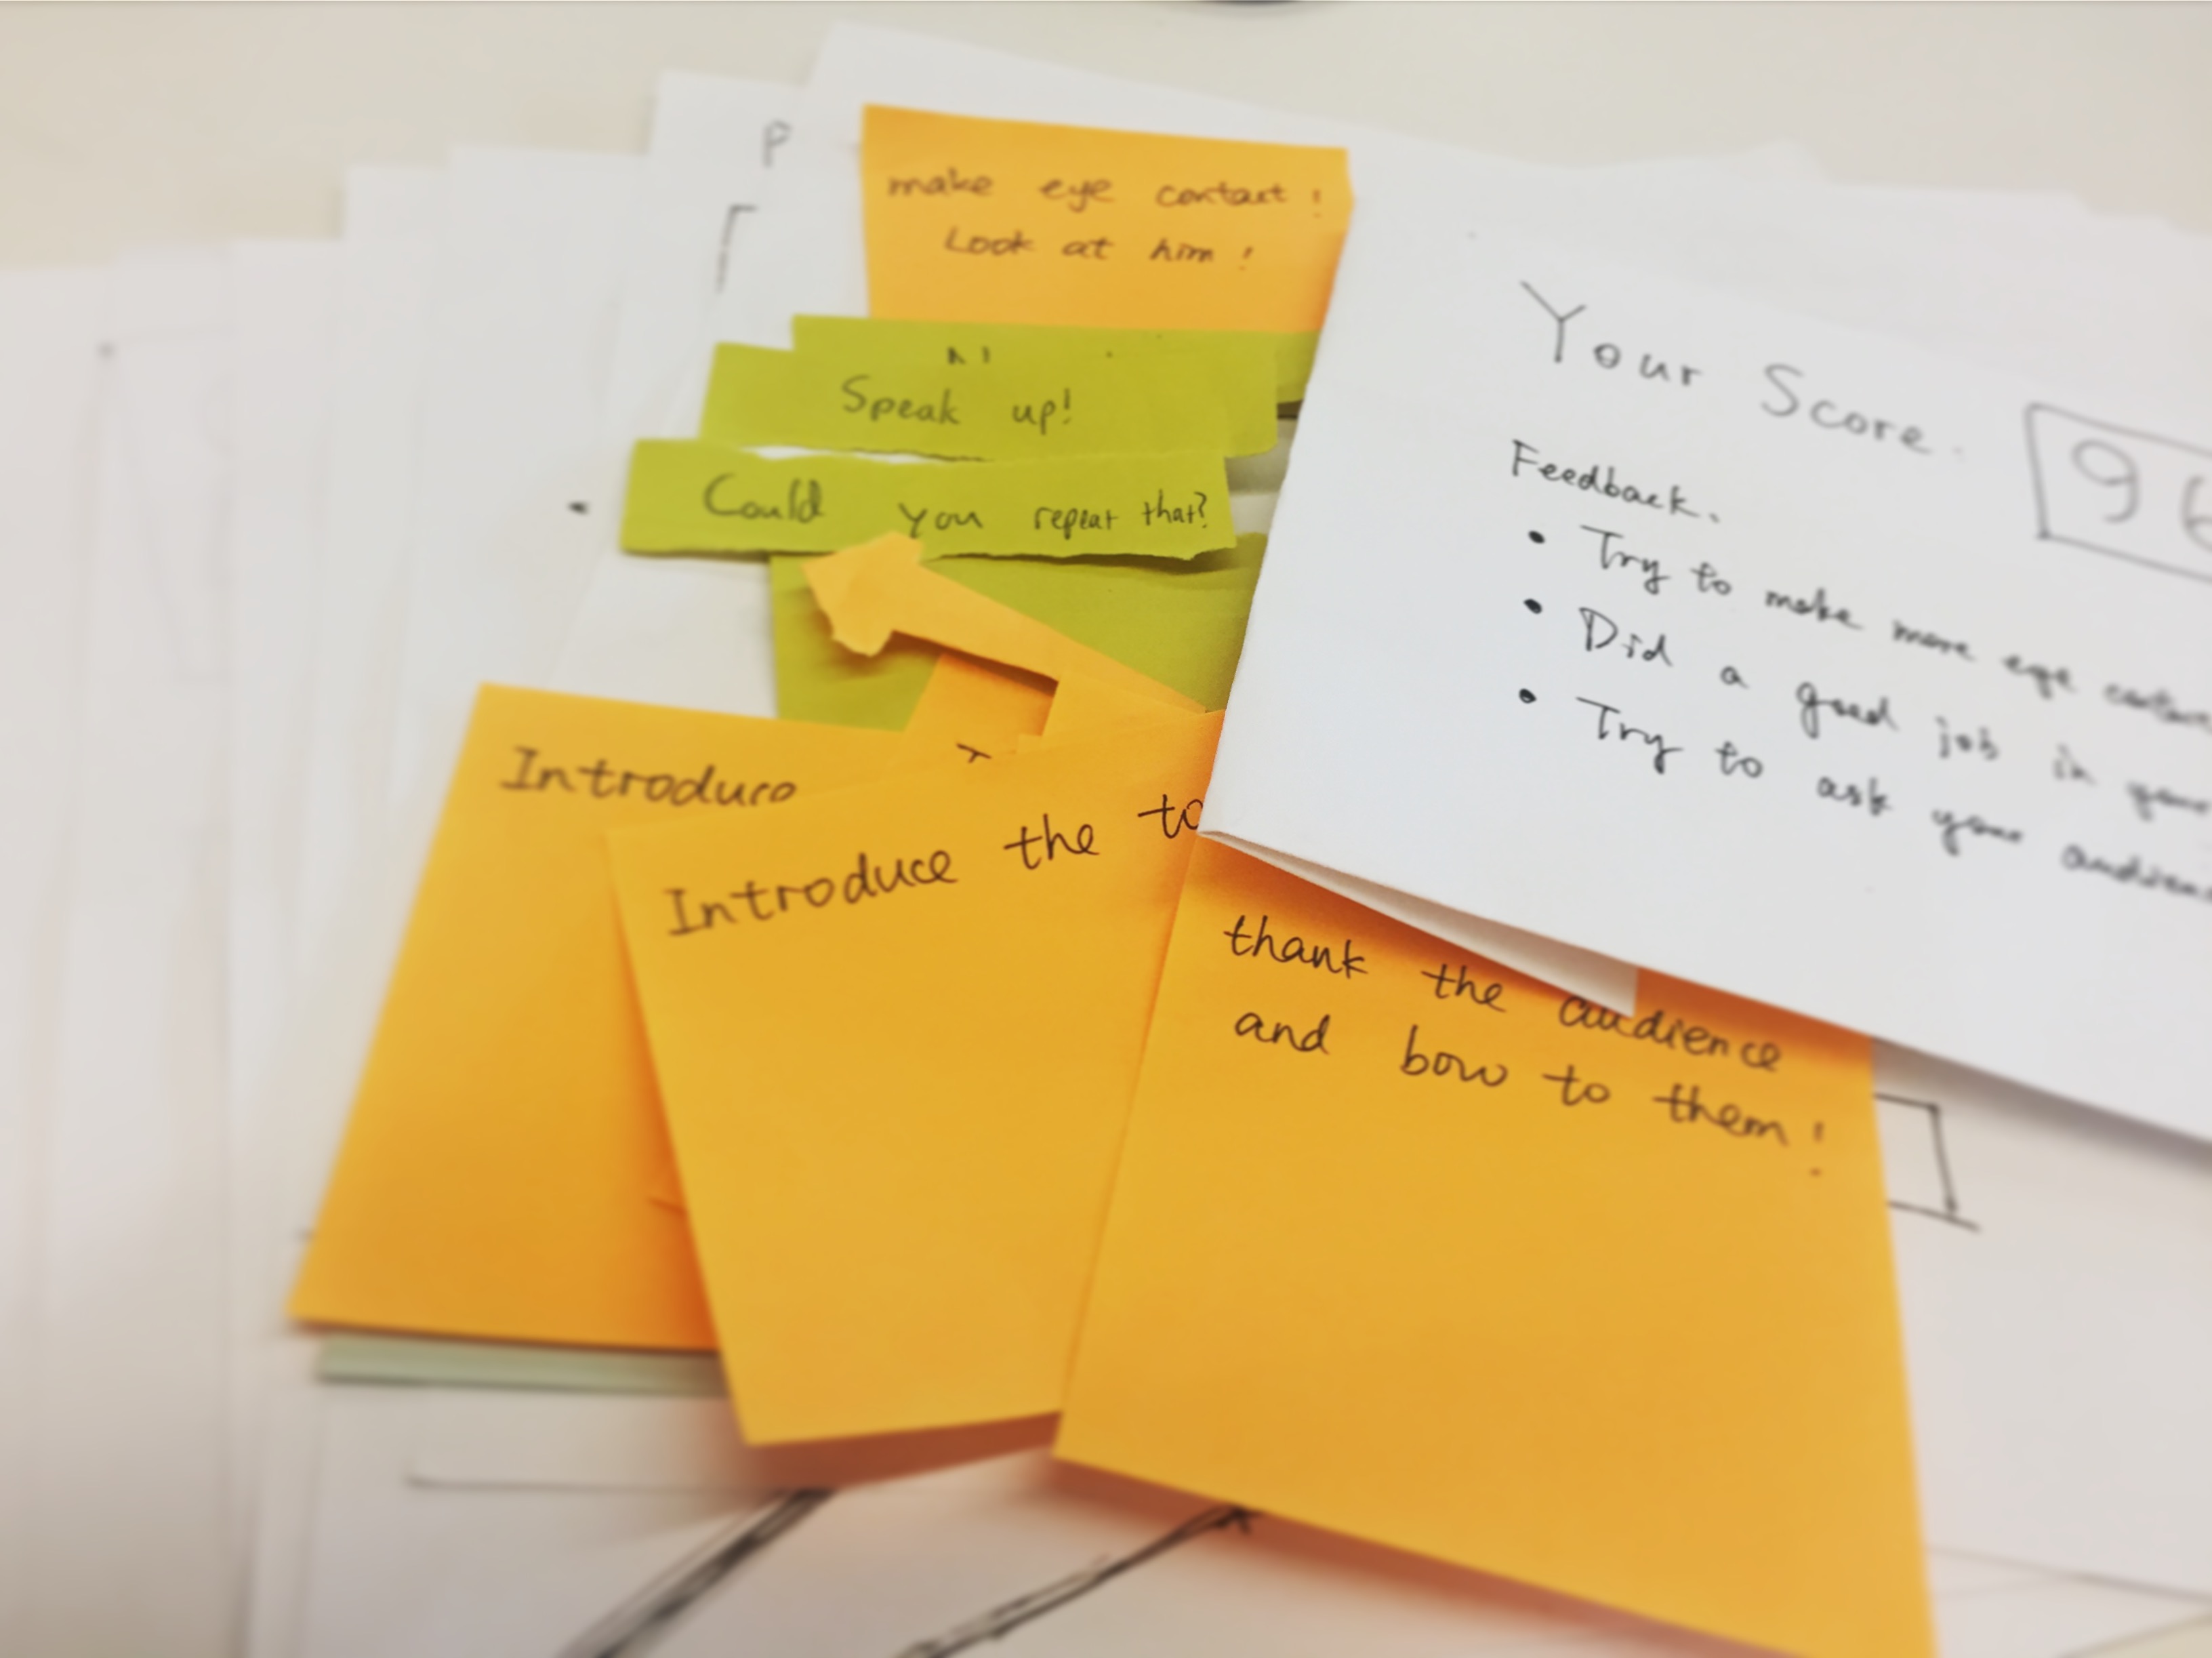 P
make eye contact !
Look at him !
Speak up!
Could you repeat that?
Introduce
Introduce the to
thank the audience
and bow to them !
Your Score.
96
Feedback.
• Try to make more eye contact
• Did a good job in your
• Try to ask your audience